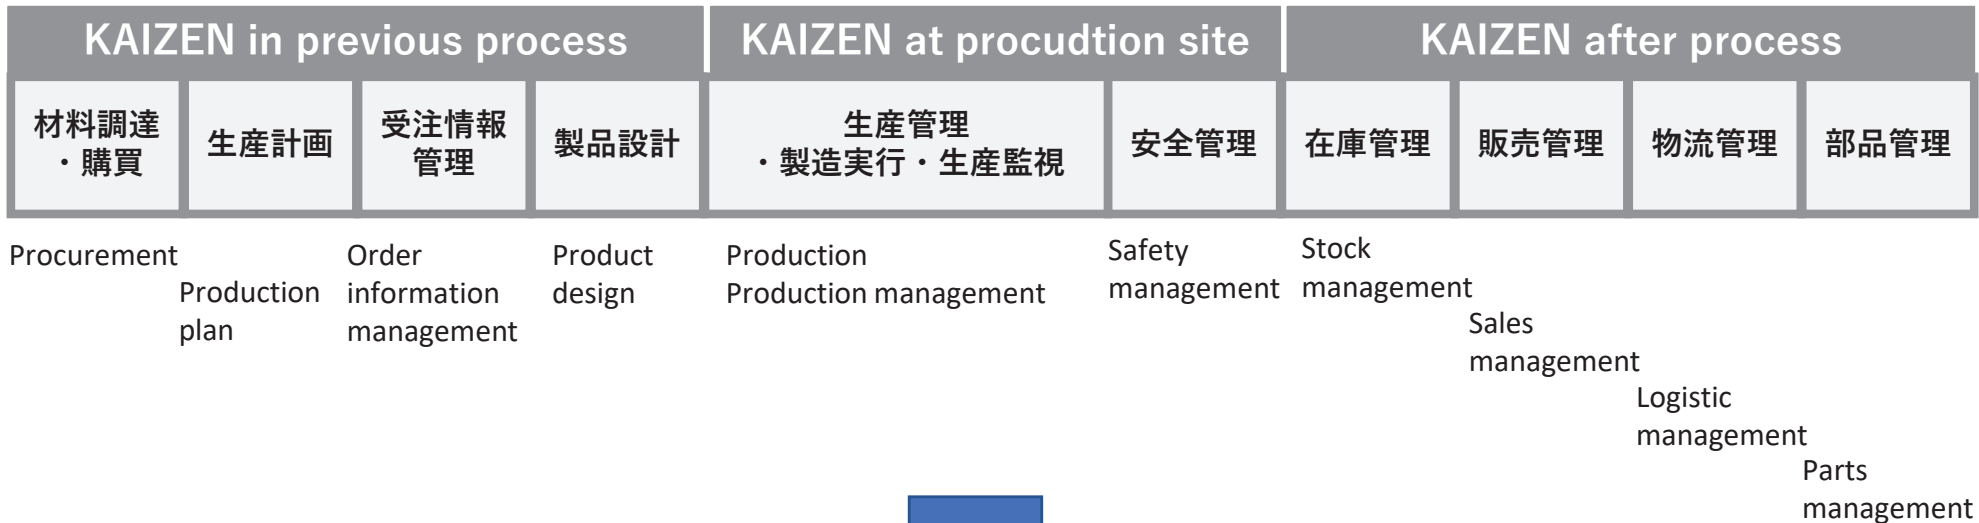 KAIZEN in previous process
KAIZEN at procudtion site
KAIZEN after process
材料調達
・購買
生産計画
受注情報
管理
製品設計
生産管理
・製造実行・生産監視
安全管理
在庫管理
販売管理
物流管理
部品管理
Procurement
Production
plan
Order
information
management
Product
design
Production
Production management
Safety
management
Stock
management
Sales
management
Logistic
management
Parts
management